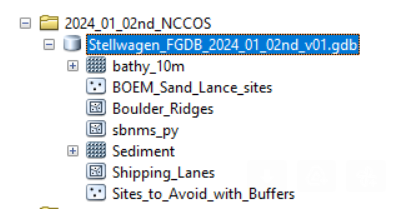 2024_01_02nd_NCCOS
Stellwagen_FGDB_2024_01_02nd_v01.gdb
bathy_10m
BOEM_Sand_Lance_sites
Boulder_Ridges
sbnms_py
Sediment
Shipping_Lanes
Sites_to_Avoid_with_Buffers